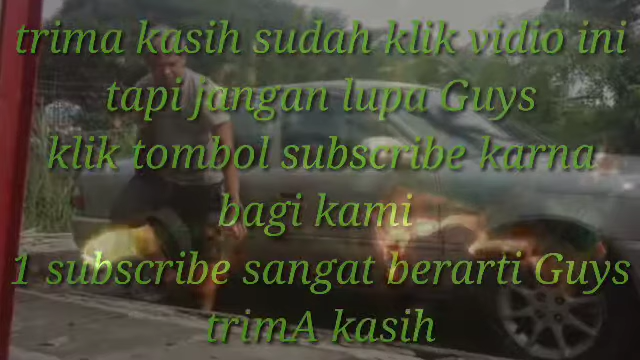 trima kasih sudah klik vidio ini
tapi jangan lupa Guys
klik tombol subscribe karna
bagi kami
1 subscribe sangat berarti Guys
trimA kasih